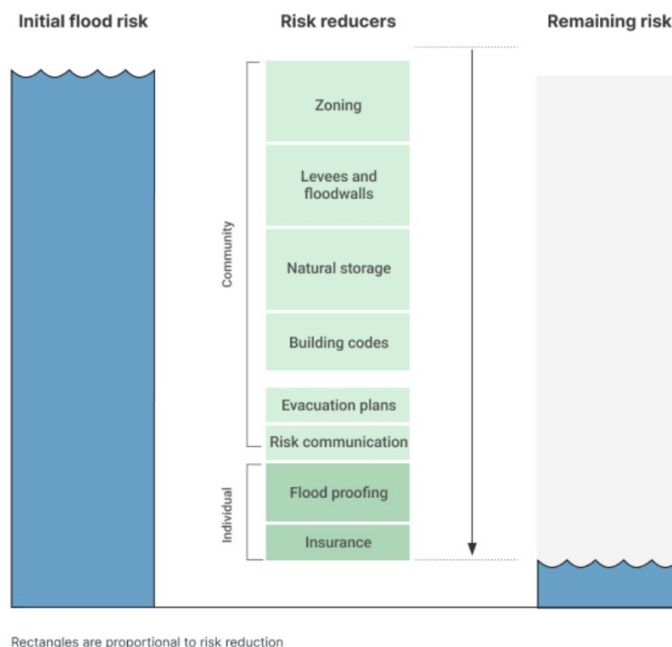 Initial flood risk
Risk reducers
Remaining risk
Community
Zoning
Levees and
floodwalls
Natural storage
Building codes
Evacuation plans
Risk communication
Individual
Flood proofing
Insurance
Rectangles are proportional to risk reduction